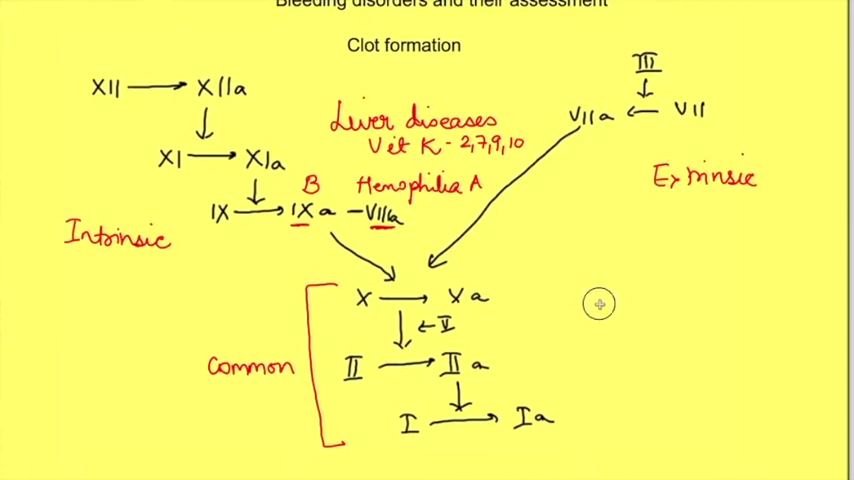 Bleeding disorders and their assessment
Clot formation
XII → XIIa
III
Liver diseases
VIIa ← VII
Vit K - 2,7,9,10
XI → XIa
B Hemophilia A
Extrinsic
IX → IXa - VIIIa
Intrinsic
X → Xa
← V
Common
II → IIa
I → Ia